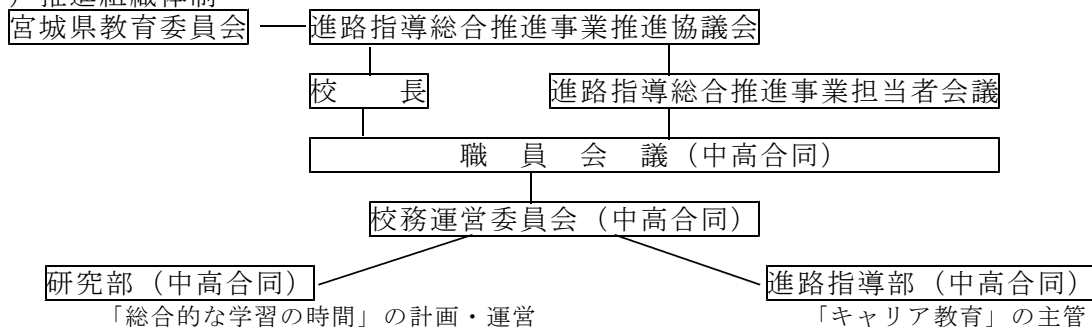 ）推進組織体制
宮城県教育委員会　進路指導総合推進事業推進協議会
校　　長　進路指導総合推進事業担当者会議
職　員　会　議（中高合同）
校務運営委員会（中高合同）
研究部（中高合同）　進路指導部（中高合同）
「総合的な学習の時間」の計画・運営　「キャリア教育」の主管